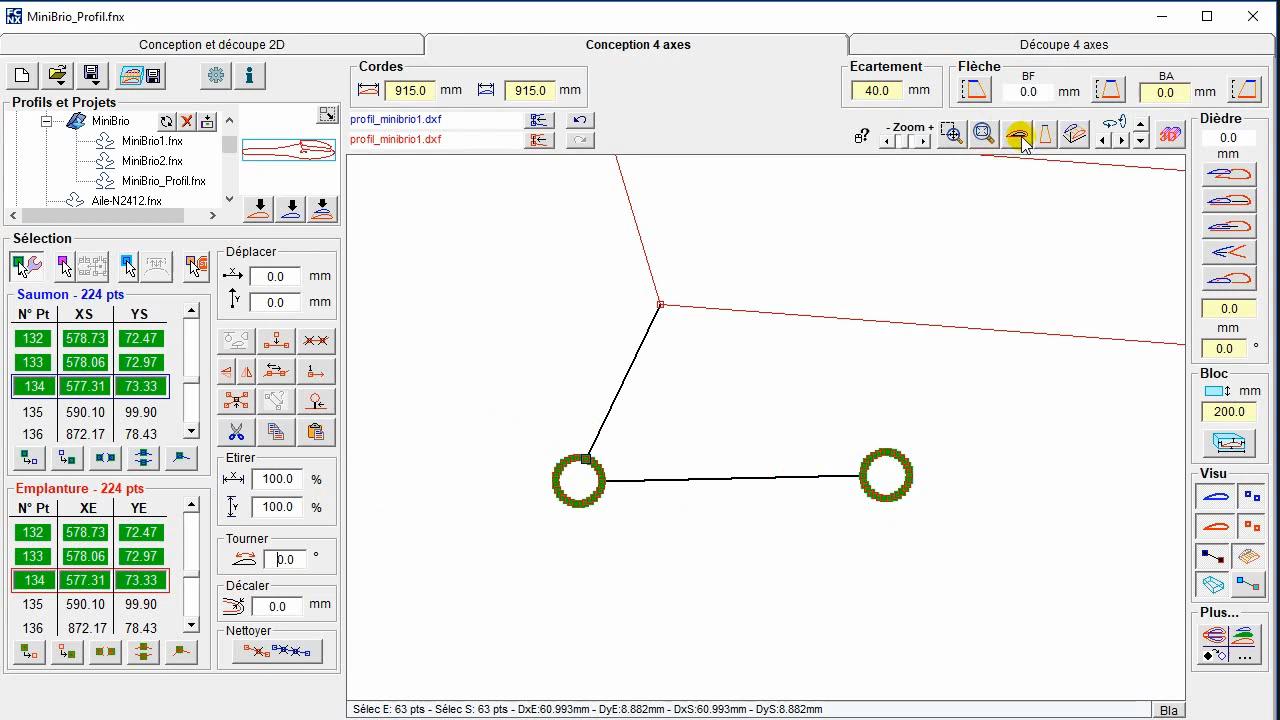 FC
NX
MiniBrio_Profil.fnx
Conception et découpe 2D
Conception 4 axes
Découpe 4 axes
Profils et Projets
MiniBrio
MiniBrio1.fnx
MiniBrio2.fnx
MiniBrio_Profil.fnx
Aile-N2412.fnx
Cordes
915.0 mm
915.0 mm
Ecartement
40.0 mm
Flèche
BF
0.0 mm
BA
0.0 mm
profil_minibrio1.dxf
profil_minibrio1.dxf
- Zoom +
3D
Dièdre
0.0
mm
0.0
mm
0.0 °
Bloc
mm
200.0
Visu
Plus...
...
Sélection
Saumon - 224 pts
N° Pt XS YS
132 578.73 72.47
133 578.06 72.97
134 577.31 73.33
135 590.10 99.90
136 872.17 78.43
Emplanture - 224 pts
N° Pt XE YE
132 578.73 72.47
133 578.06 72.97
134 577.31 73.33
135 590.10 99.90
136 872.17 78.43
Déplacer
X 0.0 mm
Y 0.0 mm
1
Etirer
X 100.0 %
Y 100.0 %
Tourner
0.0 °
Décaler
0.0 mm
Nettoyer
Sélec E: 63 pts - Sélec S: 63 pts - DxE:60.993mm - DyE:8.882mm - DxS:60.993mm - DyS:8.882mm
Bla